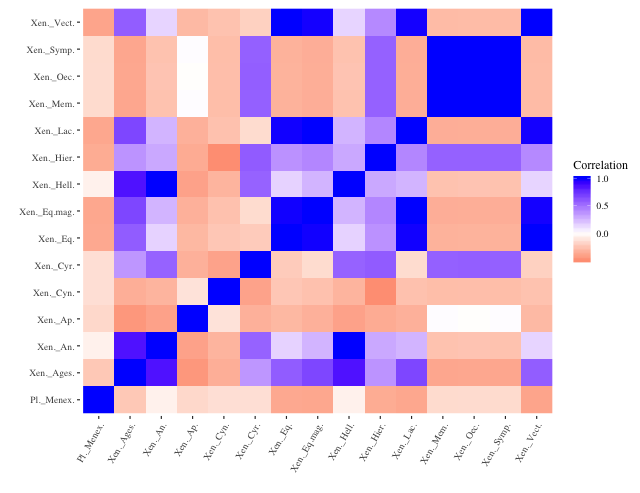 Xen._Vect.
Xen._Symp.
Xen._Oec.
Xen._Mem.
Xen._Lac.
Xen._Hier.
Xen._Hell.
Xen._Eq.mag.
Xen._Eq.
Xen._Cyr.
Xen._Cyn.
Xen._Ap.
Xen._An.
Xen._Ages.
Pl._Menex.
Pl._Menex.
Xen._Ages.
Xen._An.
Xen._Ap.
Xen._Cyn.
Xen._Cyr.
Xen._Eq.
Xen._Eq.mag.
Xen._Hell.
Xen._Hier.
Xen._Lac.
Xen._Mem.
Xen._Oec.
Xen._Symp.
Xen._Vect.
Correlation
1.0
0.5
0.0